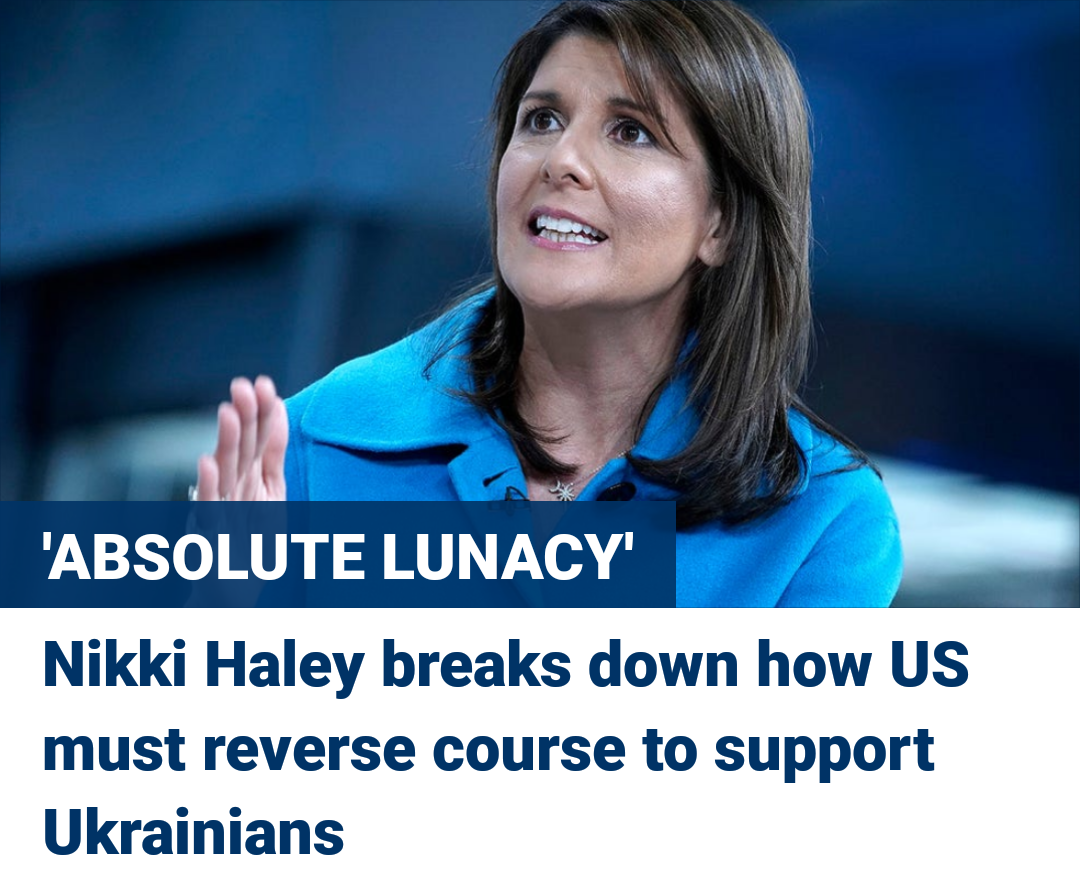 'ABSOLUTE LUNACY'
Nikki Haley breaks down how US
must reverse course to support
Ukrainians